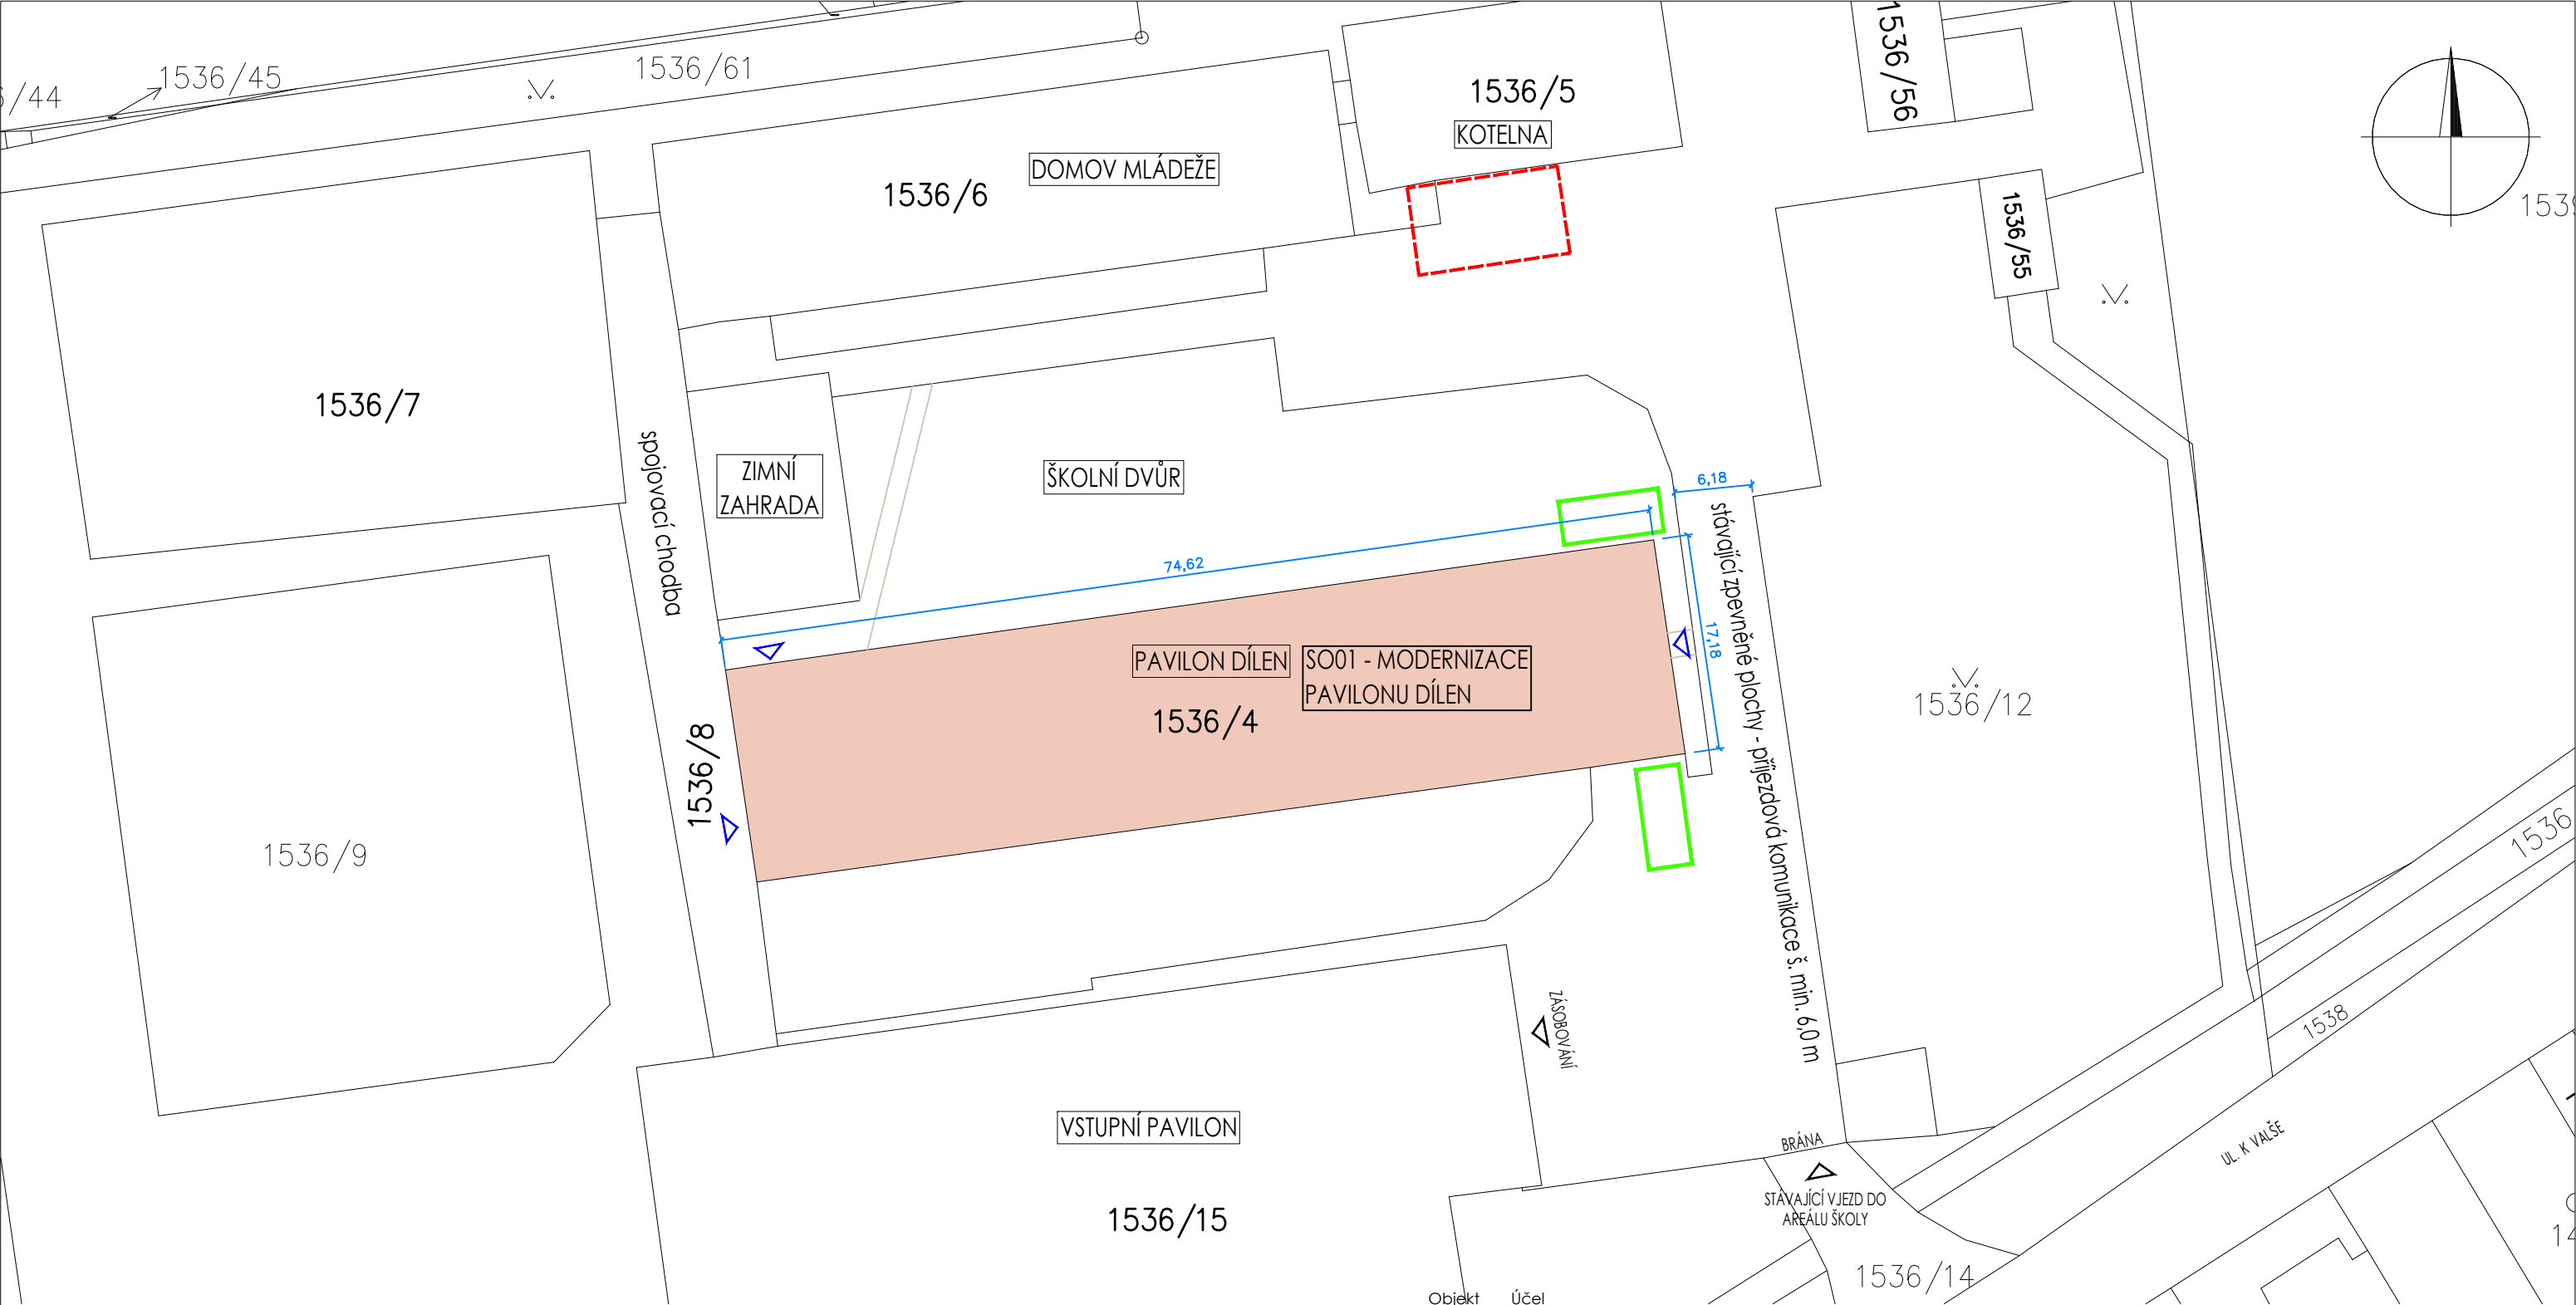 1536/45
1536/61
/44
1536/5
KOTELNA
1536/56
DOMOV MLÁDEŽE
1536/6
1536/55
1536/7
spojovací chodba
ZIMNÍ
ZAHRADA
ŠKOLNÍ DVŮR
6,18
74,62
17,18
stávající zpevněné plochy - příjezdová komunikace š. min. 6,0 m
PAVILON DÍLEN
SO01 - MODERNIZACE
PAVILONU DÍLEN
1536/4
1536/12
1536/8
1536/9
1536
1538
ZÁSOBOVÁNÍ
VSTUPNÍ PAVILON
BRÁNA
UL. K VALŠE
STÁVAJÍCÍ VJEZD DO
AREÁLU ŠKOLY
1536/15
1536/14
Objekt Účel